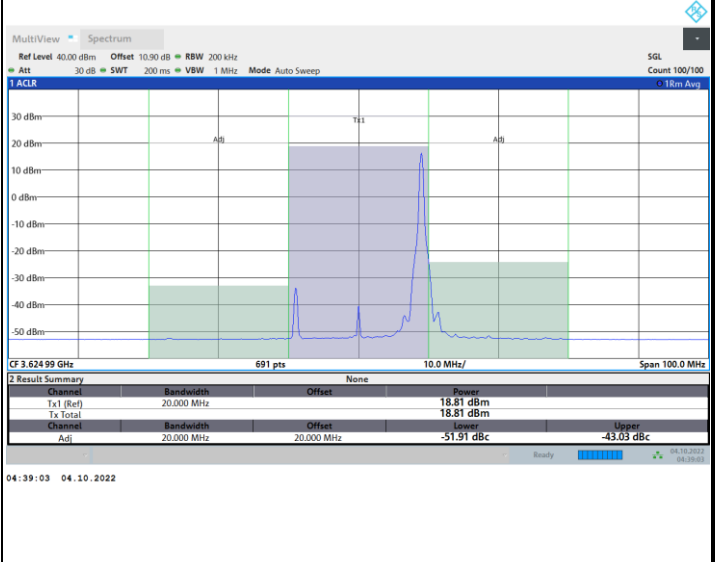 MultiView Spectrum
Ref Level 40.00 dBm Offset 10.90 dB RBW 200 kHz SGL
Att 30 dB SWT 200 ms VBW 1 MHz Mode Auto Sweep Count 100/100
1 ACLR 1Rm Avg
30 dBm
Tx1
20 dBm Adj Adj
10 dBm
0 dBm
-10 dBm
-20 dBm
-30 dBm
-40 dBm
-50 dBm
CF 3.624 99 GHz 691 pts 10.0 MHz/ Span 100.0 MHz
2 Result Summary None
Channel Bandwidth Offset Power
Tx1 (Ref) 20.000 MHz 18.81 dBm
Tx Total 18.81 dBm
Channel Bandwidth Offset Lower Upper
Adj 20.000 MHz 20.000 MHz -51.91 dBc -43.03 dBc
Ready 04.10.2022
04:39:03
04:39:03 04.10.2022